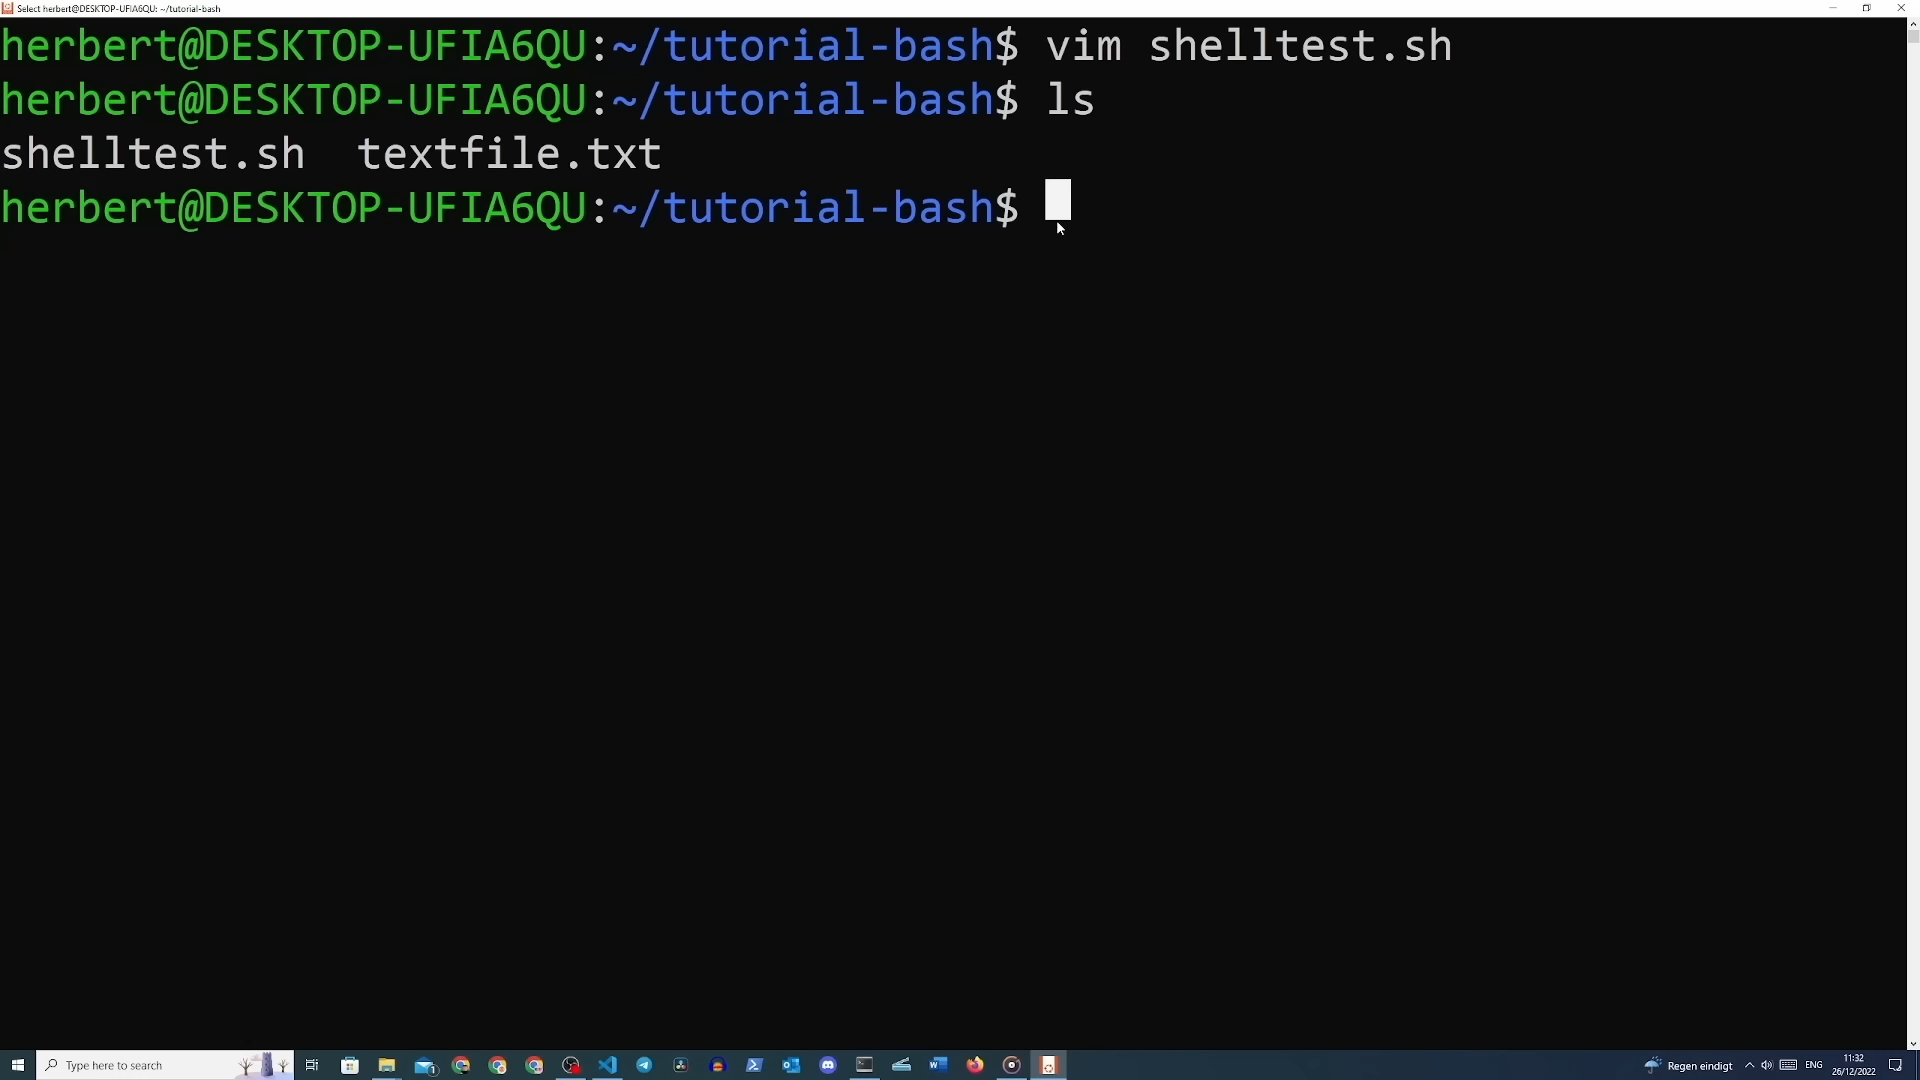 Select herbert@DESKTOP-UFIA6QU: ~/tutorial-bash
herbert@DESKTOP-UFIA6QU:~/tutorial-bash$ vim shelltest.sh
herbert@DESKTOP-UFIA6QU:~/tutorial-bash$ ls
shelltest.sh  textfile.txt
herbert@DESKTOP-UFIA6QU:~/tutorial-bash$
Type here to search
1
Regen eindigt
ENG
11:32
26/12/2022